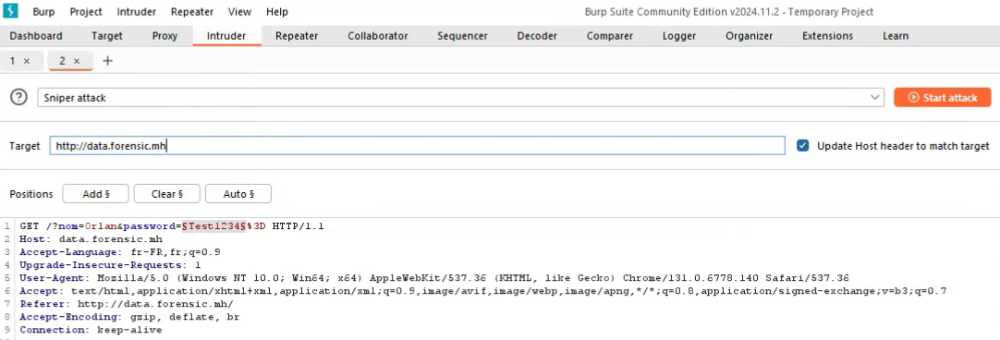 Burp Project Intruder Repeater View Help Burp Suite Community Edition v2024.11.2 - Temporary Project
Dashboard Target Proxy Intruder Repeater Collaborator Sequencer Decoder Comparer Logger Organizer Extensions Learn
1 × 2 × +
? Sniper attack Start attack
Target http://data.forensic.mh Update Host header to match target
Positions Add § Clear § Auto §
1 GET /?nom=Orlan&password=§Test1234§%3D HTTP/1.1
2 Host: data.forensic.mh
3 Accept-Language: fr-FR,fr;q=0.9
4 Upgrade-Insecure-Requests: 1
5 User-Agent: Mozilla/5.0 (Windows NT 10.0; Win64; x64) AppleWebKit/537.36 (KHTML, like Gecko) Chrome/131.0.6778.140 Safari/537.36
6 Accept: text/html,application/xhtml+xml,application/xml;q=0.9,image/avif,image/webp,image/apng,*/*;q=0.8,application/signed-exchange;v=b3;q=0.7
7 Referer: http://data.forensic.mh/
8 Accept-Encoding: gzip, deflate, br
9 Connection: keep-alive